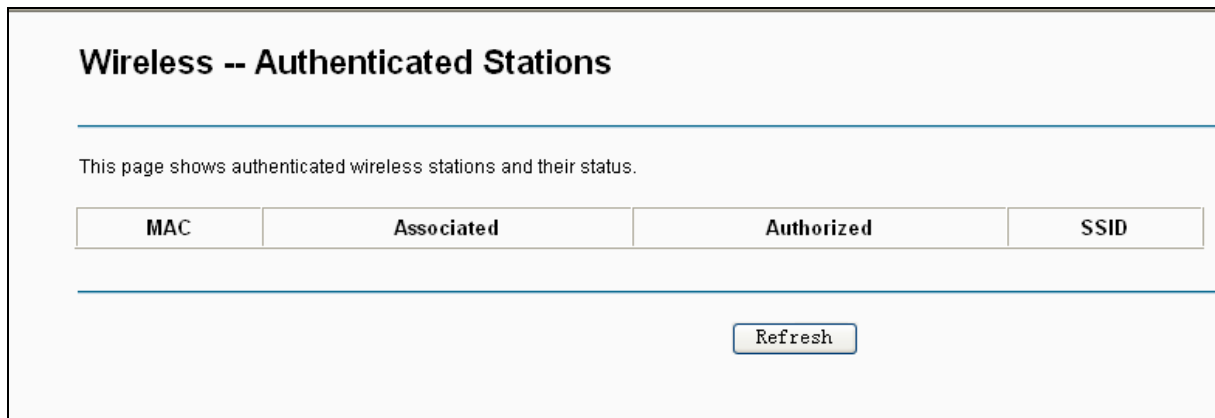 Wireless -- Authenticated Stations
This page shows authenticated wireless stations and their status.
MAC Associated Authorized SSID
Refresh